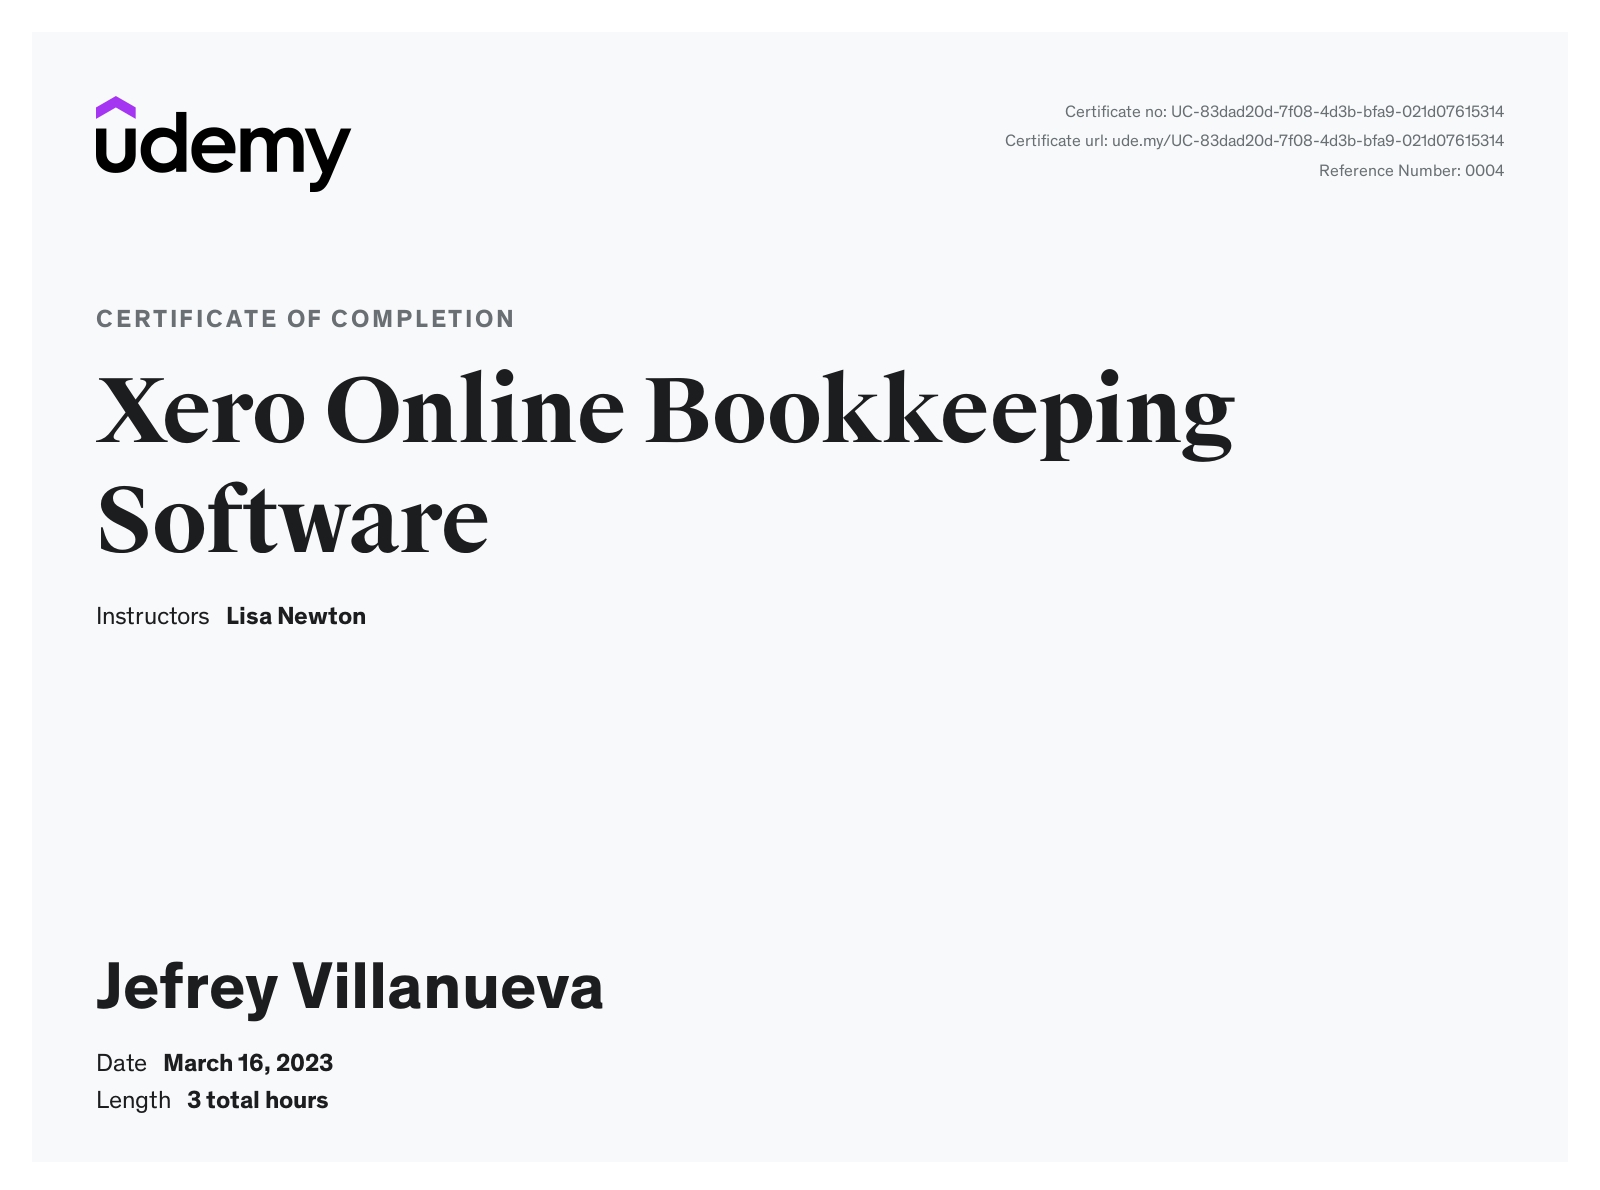 udemy
Certificate no: UC-83dad20d-7f08-4d3b-bfa9-021d07615314
Certificate url: ude.my/UC-83dad20d-7f08-4d3b-bfa9-021d07615314
Reference Number: 0004
CERTIFICATE OF COMPLETION
Xero Online Bookkeeping
Software
Instructors Lisa Newton
Jefrey Villanueva
Date March 16, 2023
Length 3 total hours